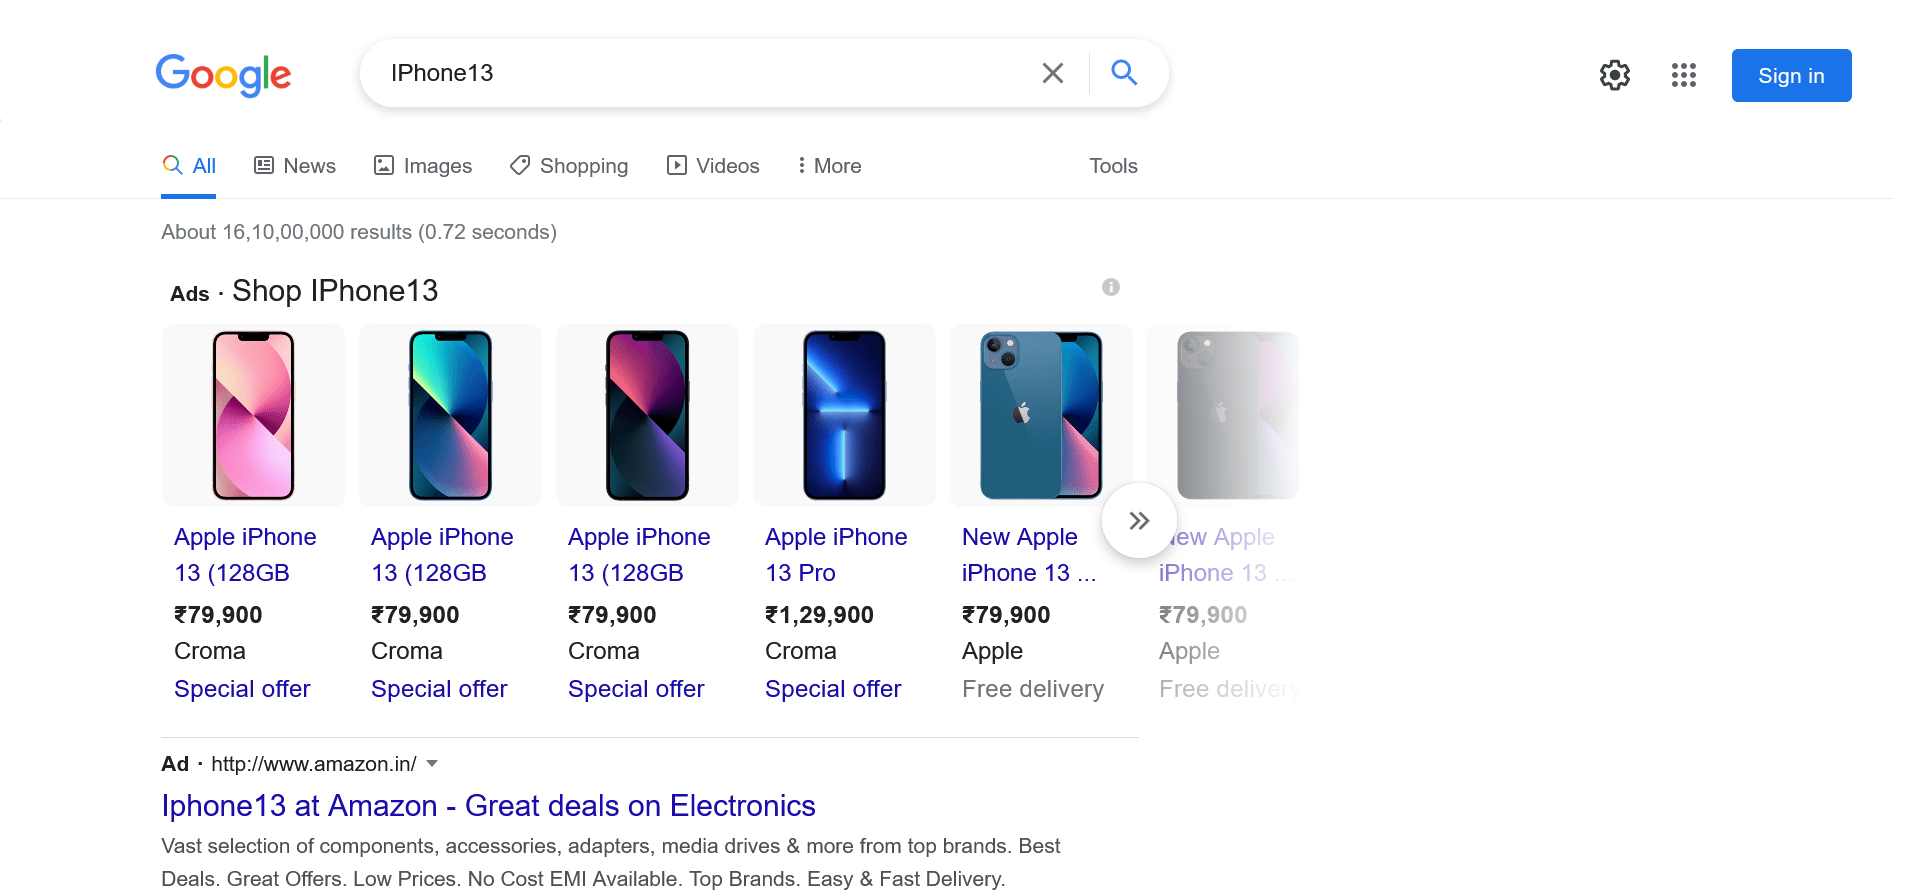 Google
IPhone13
Sign in
All
News
Images
Shopping
Videos
More
Tools
About 16,10,00,000 results (0.72 seconds)
Ads · Shop IPhone13
Apple iPhone
13 (128GB
₹79,900
Croma
Special offer
Apple iPhone
13 (128GB
₹79,900
Croma
Special offer
Apple iPhone
13 (128GB
₹79,900
Croma
Special offer
Apple iPhone
13 Pro
₹1,29,900
Croma
Special offer
New Apple
iPhone 13 ...
₹79,900
Apple
Free delivery
New Apple
iPhone 13 ...
₹79,900
Apple
Free delivery
Ad · http://www.amazon.in/
Iphone13 at Amazon - Great deals on Electronics
Vast selection of components, accessories, adapters, media drives & more from top brands. Best
Deals. Great Offers. Low Prices. No Cost EMI Available. Top Brands. Easy & Fast Delivery.